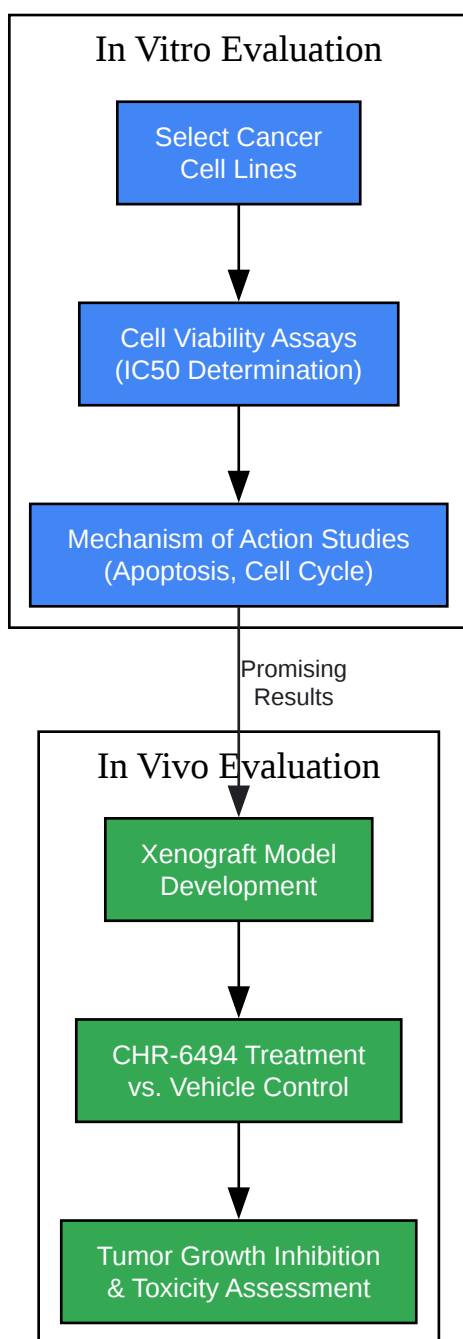 In Vitro Evaluation
Select Cancer
Cell Lines
Cell Viability Assays
(IC50 Determination)
Mechanism of Action Studies
(Apoptosis, Cell Cycle)
Promising
Results
In Vivo Evaluation
Xenograft Model
Development
CHR-6494 Treatment
vs. Vehicle Control
Tumor Growth Inhibition
& Toxicity Assessment